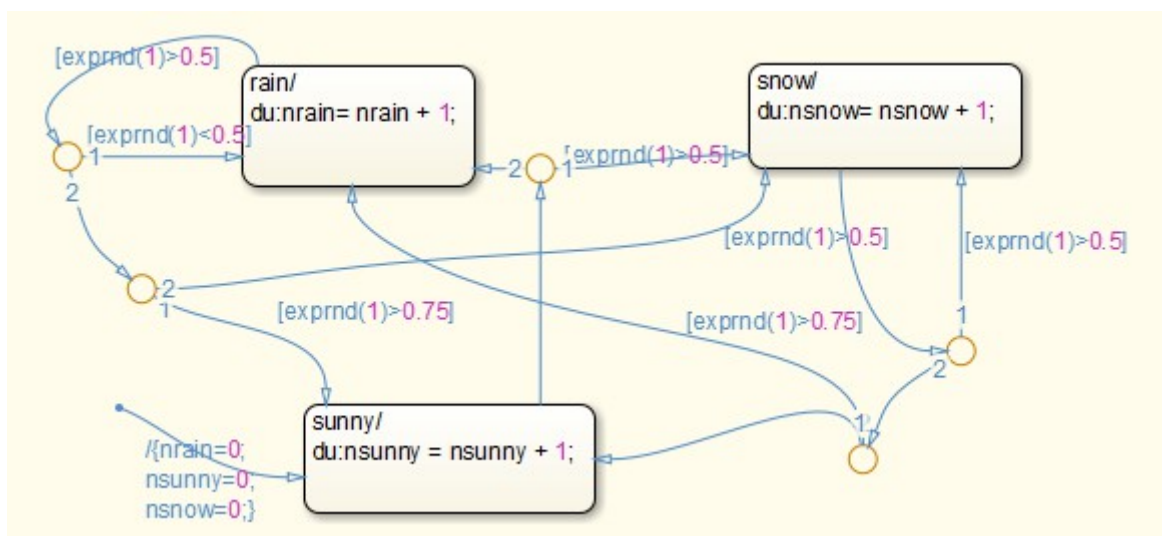 [exprnd(1)>0.5]
rain/
du:nrain= nrain + 1;
snow/
du:nsnow= nsnow + 1;
[exprnd(1)<0.5]
1
2
2
1
[exprnd(1)>0.5]
[exprnd(1)>0.5]
[exprnd(1)>0.5]
2
1
[exprnd(1)>0.75]
[exprnd(1)>0.75]
1
2
sunny/
du:nsunny = nsunny + 1;
1
/{nrain=0;
nsunny=0;
nsnow=0;}